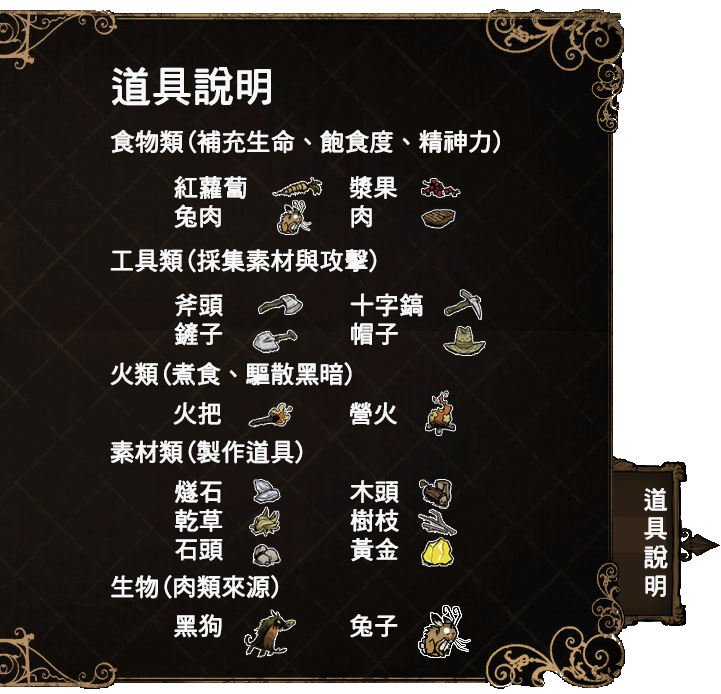 道具說明
食物類(補充生命、飽食度、精神力)
紅蘿蔔 漿果
兔肉 肉
工具類(採集素材與攻擊)
斧頭 十字鎬
鏟子 帽子
火類(煮食、驅散黑暗)
火把 營火
素材類(製作道具)
燧石 木頭
乾草 樹枝
石頭 黃金
生物(肉類來源)
黑狗 兔子
道具說明